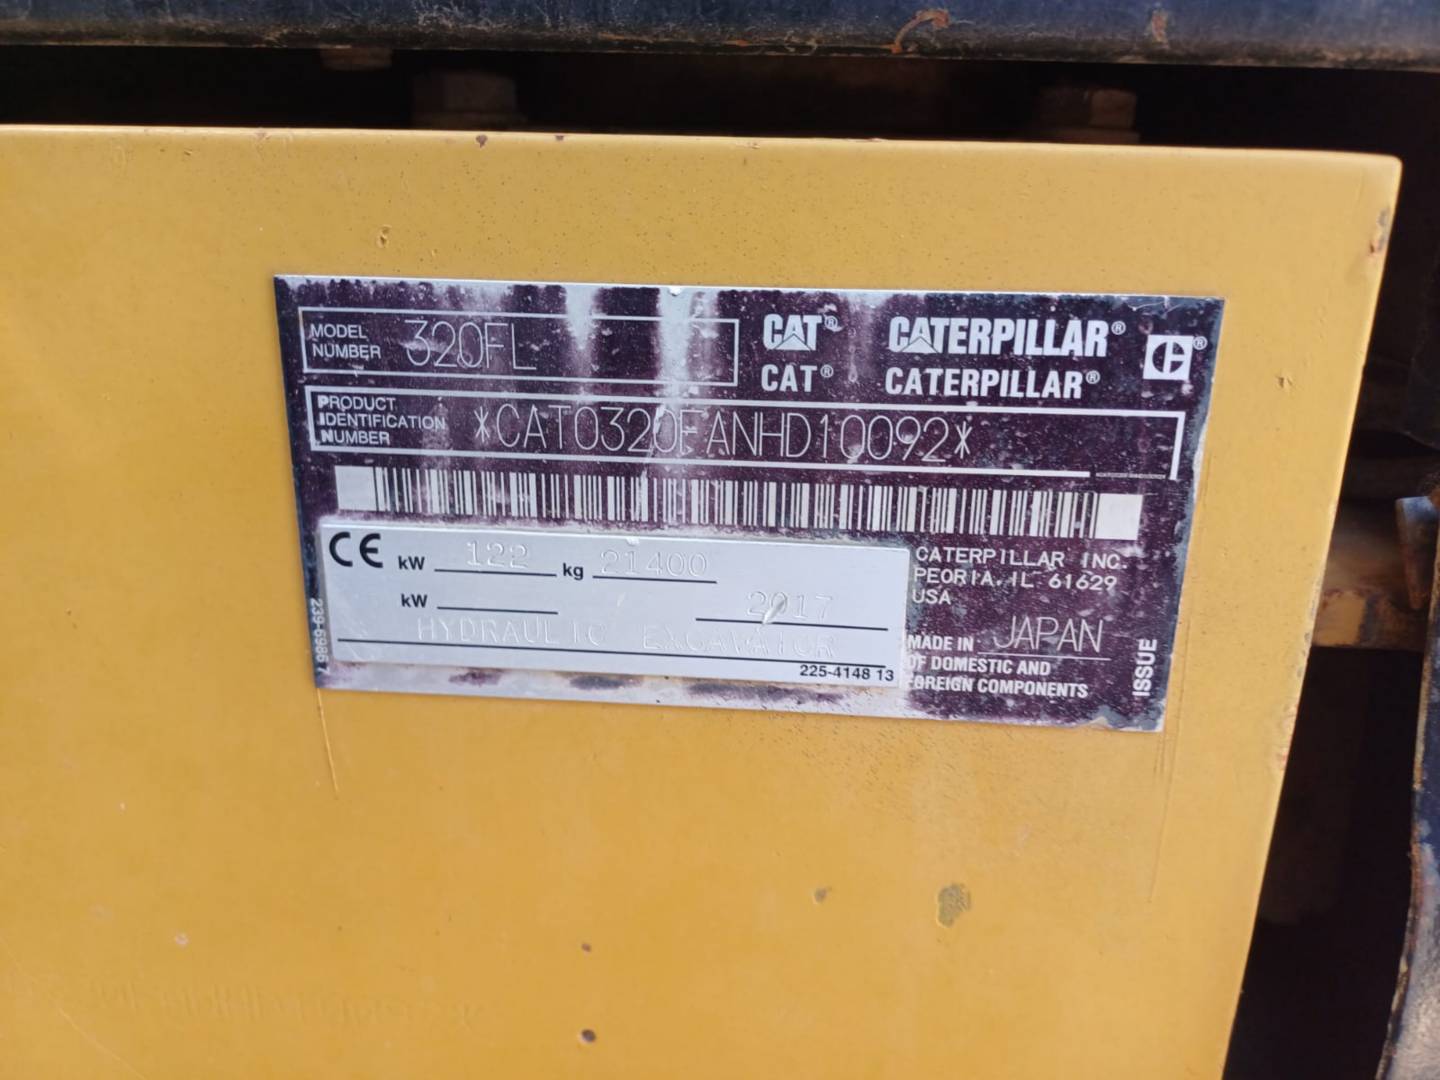 MODEL NUMBER 320FL
CAT® CATERPILLAR®
CAT® CATERPILLAR®
PRODUCT IDENTIFICATION NUMBER *CAT0320FANHD10092*
CE kW 122 kg 21400
kW 2017
HYDRAULIC EXCAVATOR
225-4148 13
239-5986
CATERPILLAR INC.
PEORIA, IL 61629
USA
MADE IN JAPAN
OF DOMESTIC AND
FOREIGN COMPONENTS
ISSUE